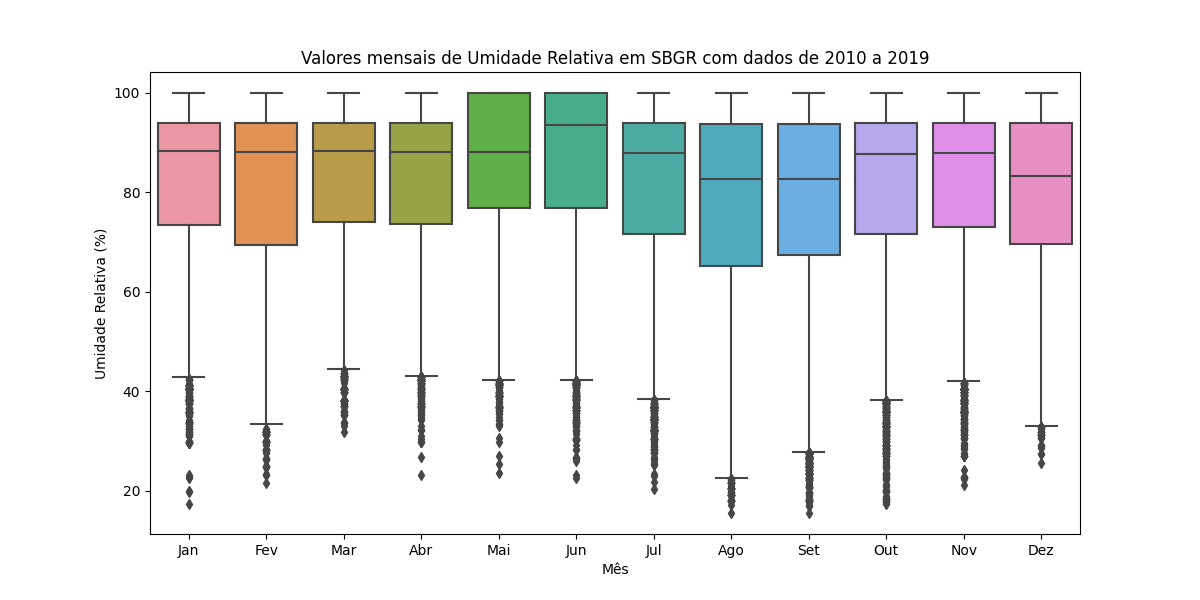 Valores mensais de Umidade Relativa em SBGR com dados de 2010 a 2019
Umidade Relativa (%)
100
80
60
40
20
Jan Fev Mar Abr Mai Jun Jul Ago Set Out Nov Dez
Mês